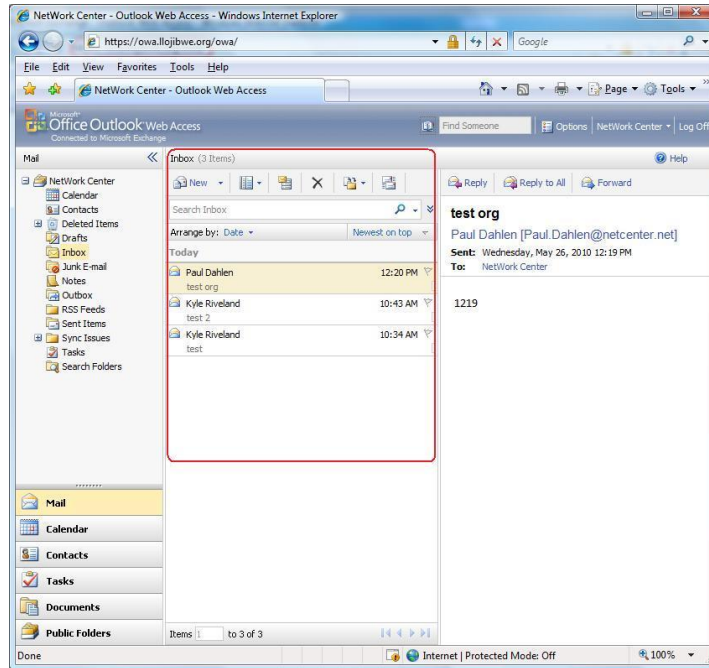 NetWork Center - Outlook Web Access - Windows Internet Explorer
https://owa.llojibwe.org/owa/
Google
File Edit View Favorites Tools Help
NetWork Center - Outlook Web Access
Page Tools
Microsoft
Office Outlook Web Access
Connected to Microsoft Exchange
Find Someone
Options
NetWork Center
Log Off
Mail
NetWork Center
Calendar
Contacts
Deleted Items
Drafts
Inbox
Junk E-mail
Notes
Outbox
RSS Feeds
Sent Items
Sync Issues
Tasks
Search Folders
Mail
Calendar
Contacts
Tasks
Documents
Public Folders
Inbox (3 Items)
New
Search Inbox
Arrange by: Date Newest on top
Today
Paul Dahlen 12:20 PM
test org
Kyle Riveland 10:43 AM
test 2
Kyle Riveland 10:34 AM
test
Items 1 to 3 of 3
Help
Reply Reply to All Forward
test org
Paul Dahlen [Paul.Dahlen@netcenter.net]
Sent: Wednesday, May 26, 2010 12:19 PM
To: NetWork Center
1219
Done
Internet | Protected Mode: Off
100%